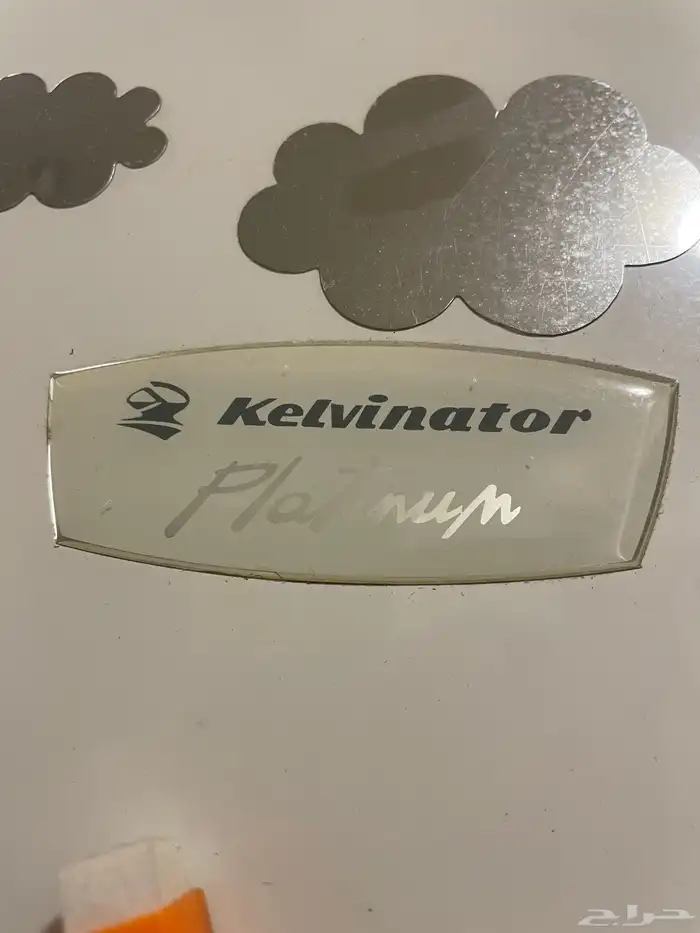 Kelvinator
Platinum
حراج